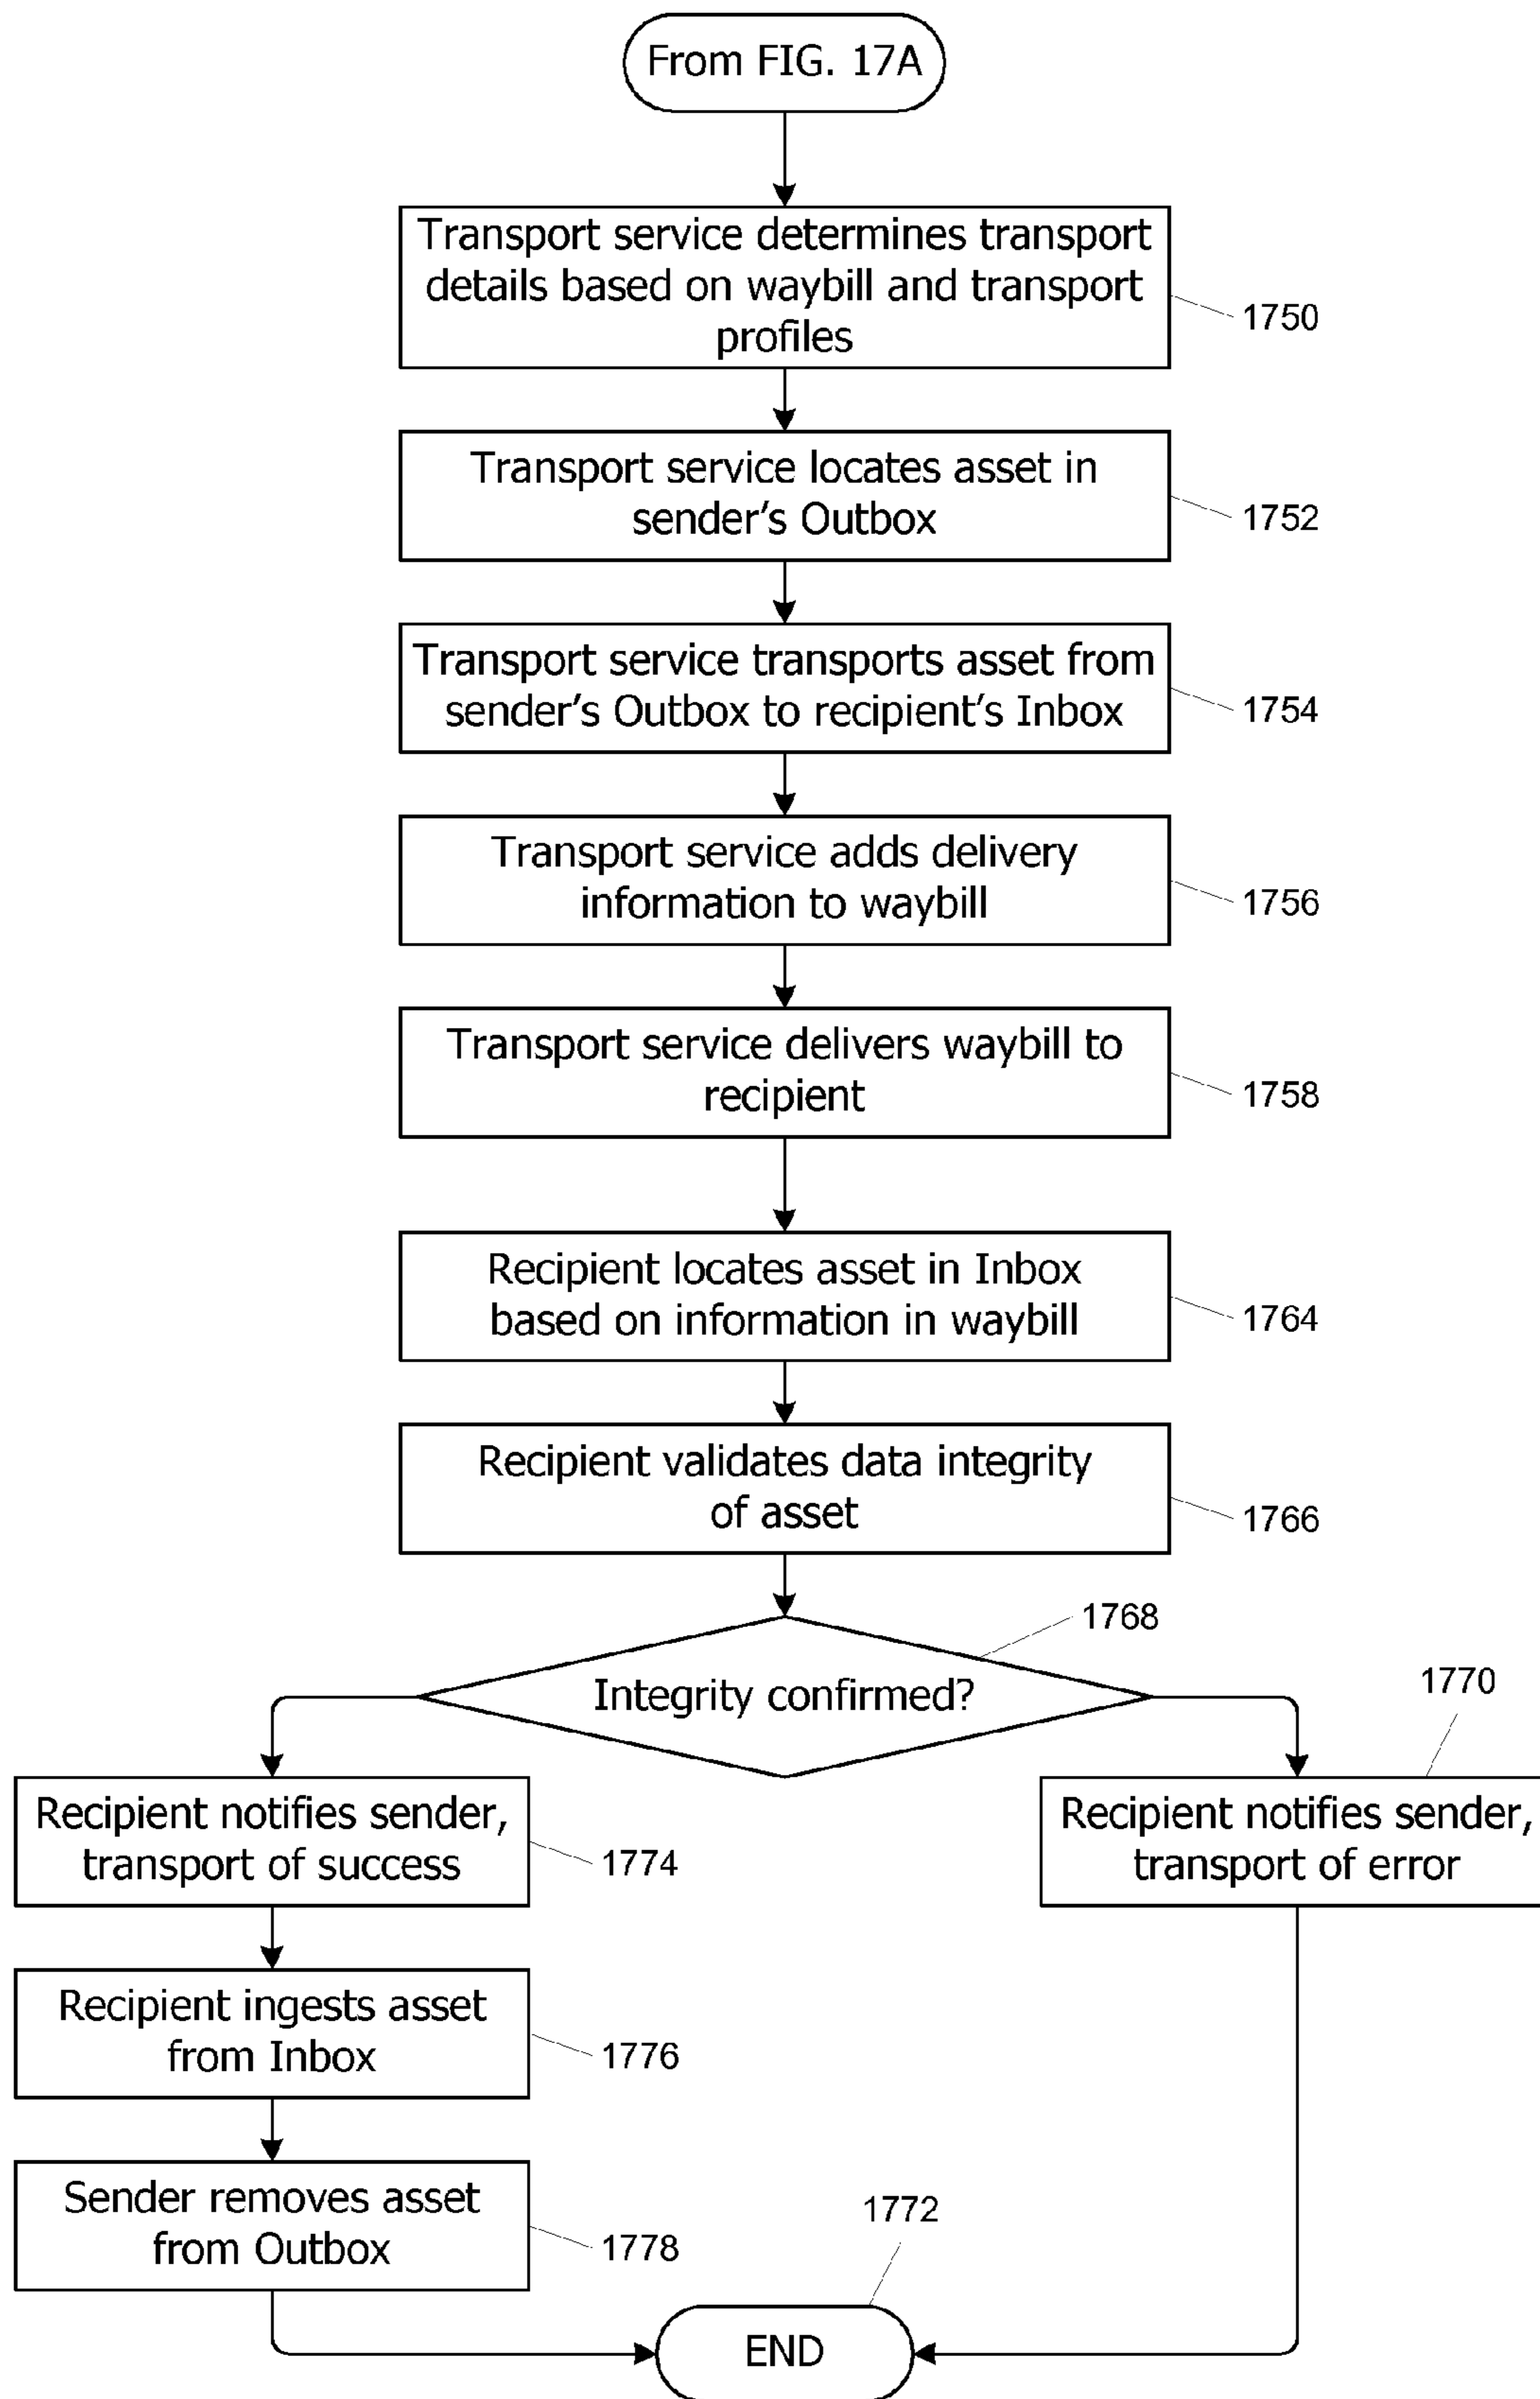 From FIG. 17A
Transport service determines transport
details based on waybill and transport
profiles
1750
Transport service locates asset in
sender's Outbox
1752
Transport service transports asset from
sender's Outbox to recipient's Inbox
1754
Transport service adds delivery
information to waybill
1756
Transport service delivers waybill to
recipient
1758
Recipient locates asset in Inbox
based on information in waybill
1764
Recipient validates data integrity
of asset
1766
1768
Integrity confirmed?
1770
Recipient notifies sender,
transport of success
1774
Recipient notifies sender,
transport of error
Recipient ingests asset
from Inbox
1776
Sender removes asset
from Outbox
1778
1772
END